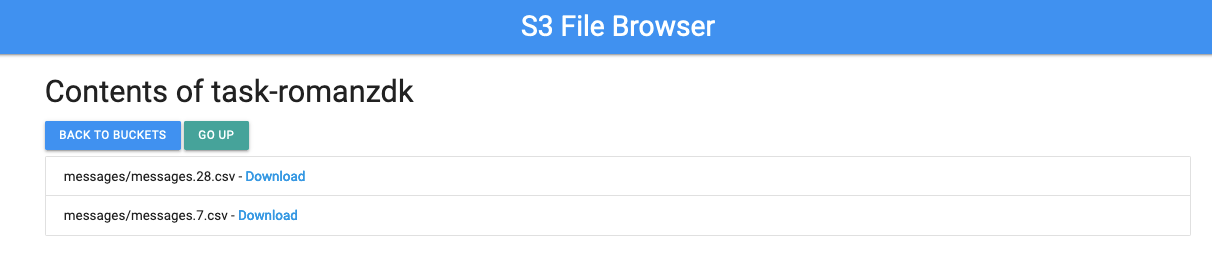 S3 File Browser
Contents of task-romanzdk
BACK TO BUCKETS GO UP
messages/messages.28.csv - Download
messages/messages.7.csv - Download